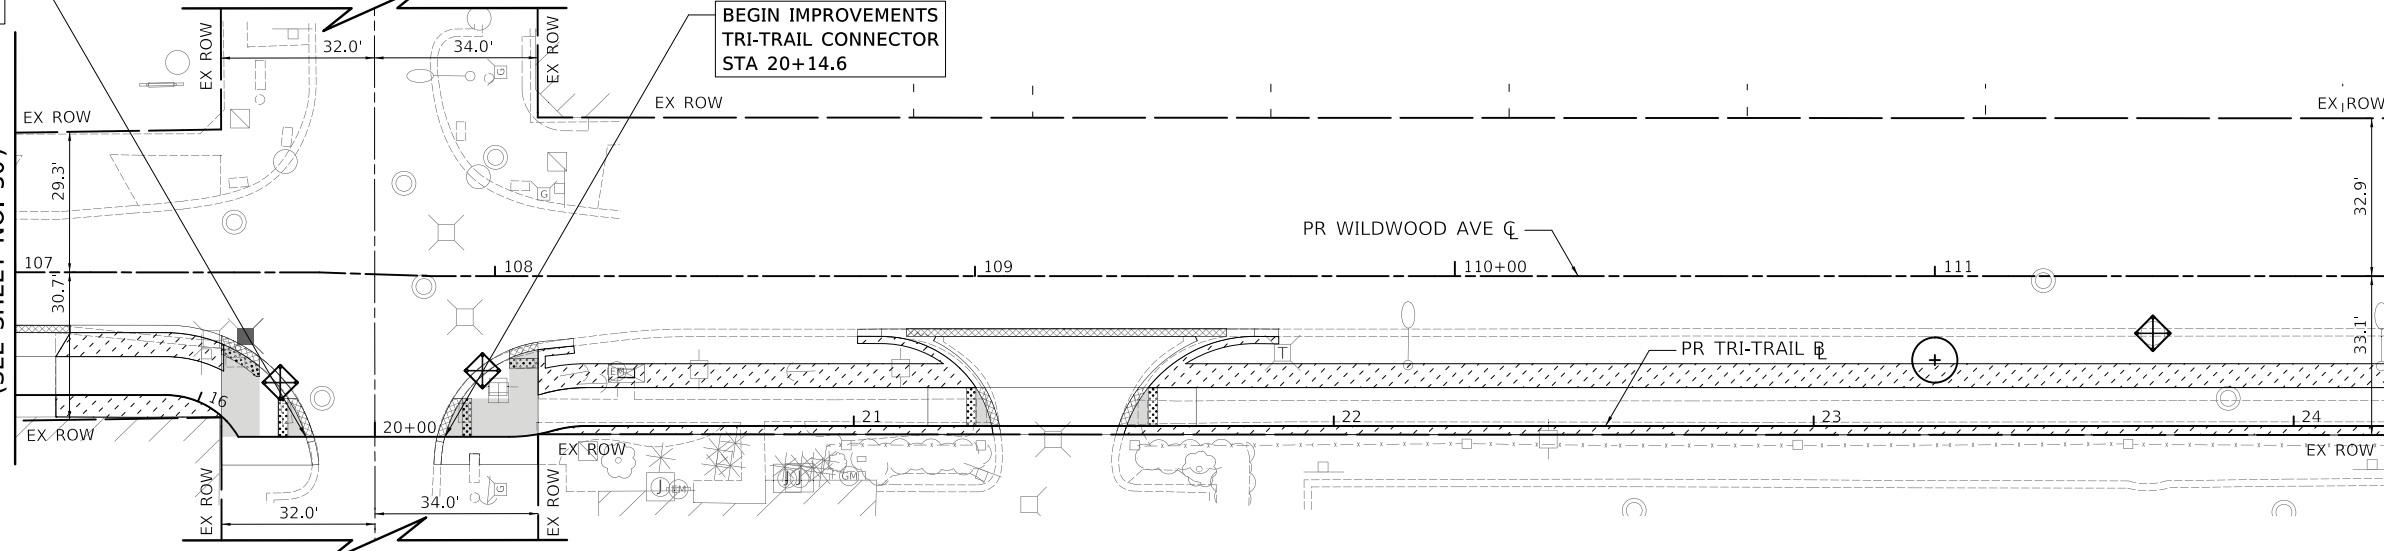 BEGIN IMPROVEMENTS
TRI-TRAIL CONNECTOR
STA 20+14.6
EX ROW
EX ROW
32.0'
34.0'
EX ROW
EX ROW
EX ROW
29.3'
32.9'
PR WILDWOOD AVE ℄
107
108
109
110+00
111
30.7'
33.1'
PR TRI-TRAIL
16
20+00
21
22
23
24
EX ROW
EX ROW
EX ROW
EX ROW
EX ROW
32.0'
34.0'
G
G
G
T
EM
J
EM
J
J
GM